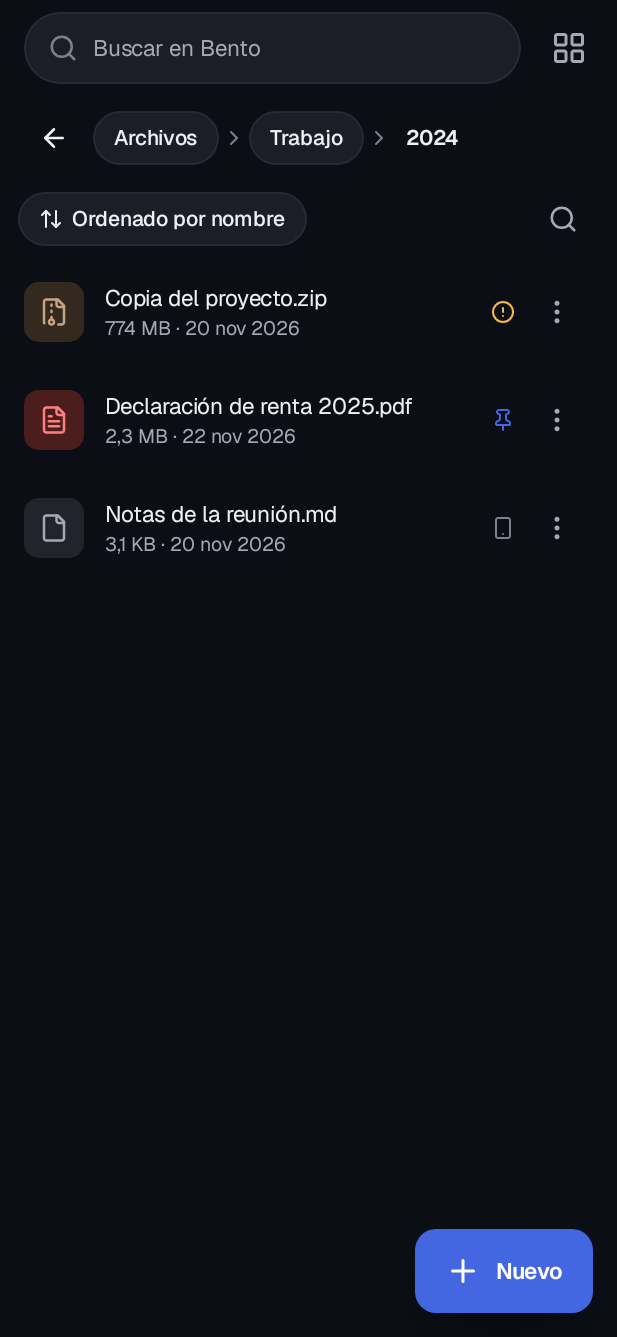 Buscar en Bento
Archivos
Trabajo
2024
Ordenado por nombre
Copia del proyecto.zip
774 MB · 20 nov 2026
Declaración de renta 2025.pdf
2,3 MB · 22 nov 2026
Notas de la reunión.md
3,1 KB · 20 nov 2026
Nuevo